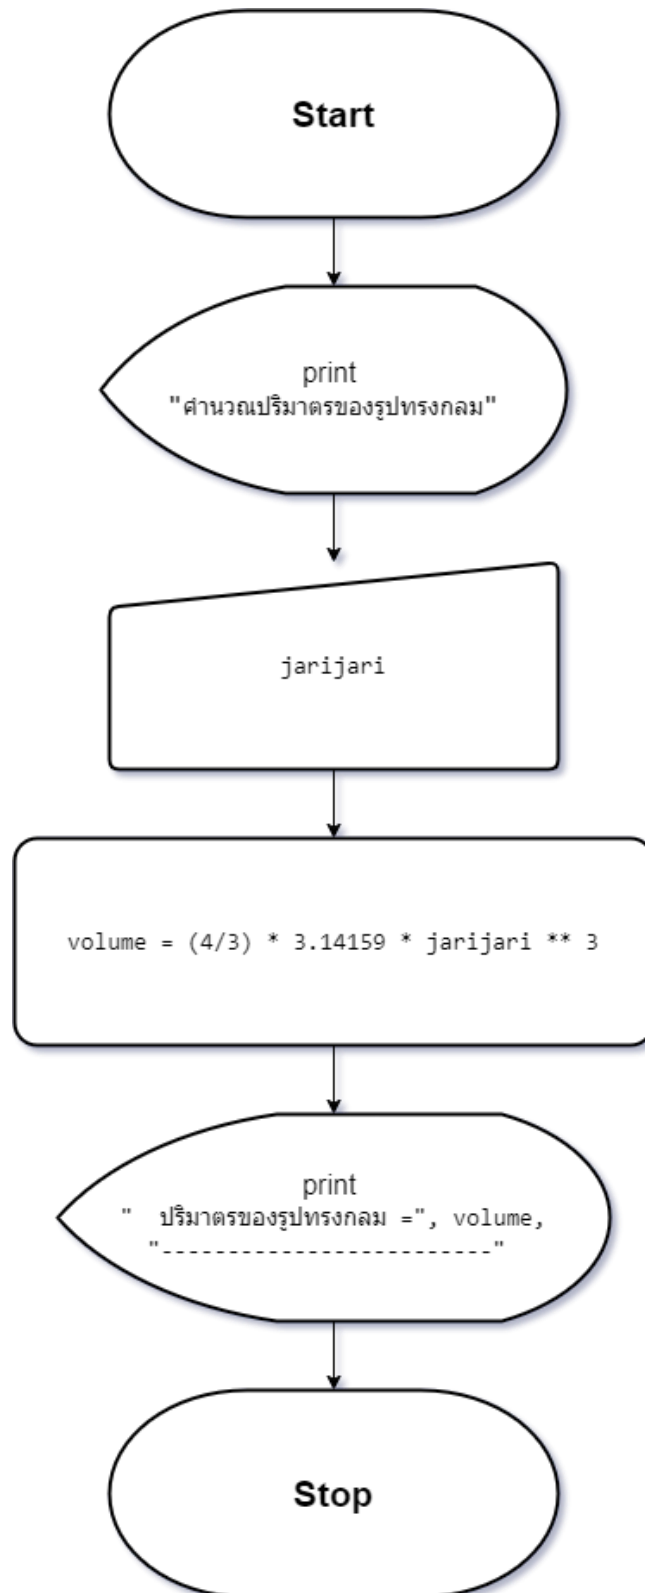 Start
print
"คำนวณปริมาตรของรูปทรงกลม"
jarijari
volume = (4/3) * 3.14159 * jarijari ** 3
print
"  ปริมาตรของรูปทรงกลม =", volume,
"-------------------------"
Stop